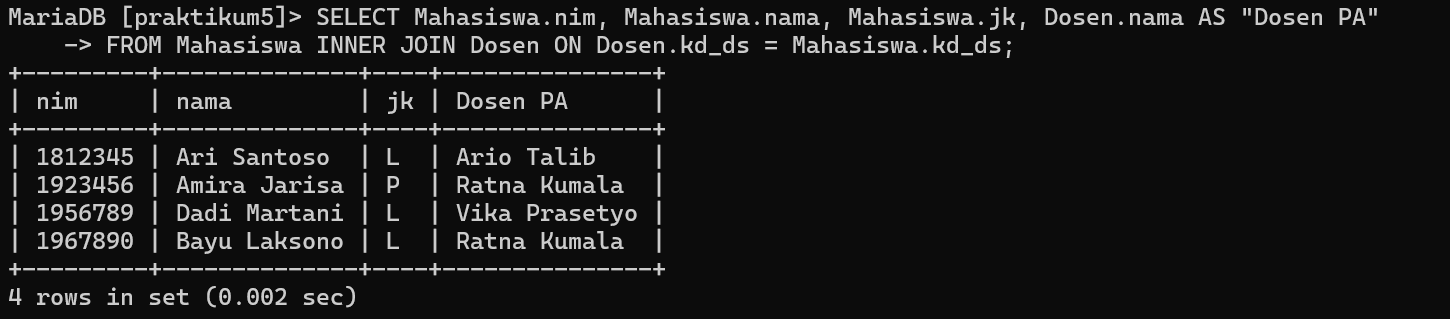 MariaDB [praktikum5]> SELECT Mahasiswa.nim, Mahasiswa.nama, Mahasiswa.jk, Dosen.nama AS "Dosen PA"
    -> FROM Mahasiswa INNER JOIN Dosen ON Dosen.kd_ds = Mahasiswa.kd_ds;
+---------+--------------+----+---------------+
| nim     | nama         | jk | Dosen PA      |
+---------+--------------+----+---------------+
| 1812345 | Ari Santoso  | L  | Ario Talib    |
| 1923456 | Amira Jarisa | P  | Ratna Kumala  |
| 1956789 | Dadi Martani | L  | Vika Prasetyo |
| 1967890 | Bayu Laksono | L  | Ratna Kumala  |
+---------+--------------+----+---------------+
4 rows in set (0.002 sec)